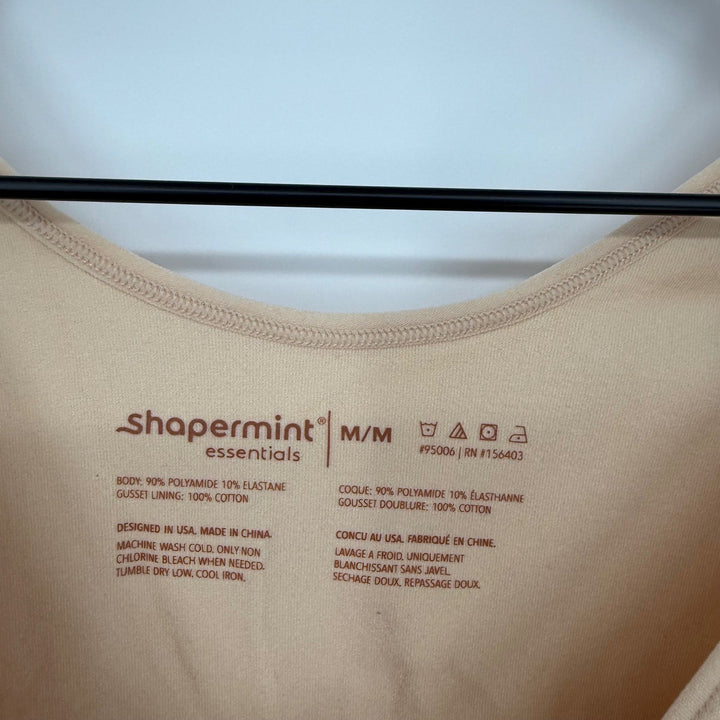 shapermint®
essentials
M/M
#95006 | RN #156403
BODY: 90% POLYAMIDE 10% ELASTANE
GUSSET LINING: 100% COTTON
DESIGNED IN USA. MADE IN CHINA.
MACHINE WASH COLD. ONLY NON
CHLORINE BLEACH WHEN NEEDED.
TUMBLE DRY LOW. COOL IRON.
COQUE: 90% POLYAMIDE 10% ÉLASTHANNE
GOUSSET DOUBLURE: 100% COTTON
CONCU AU USA. FABRIQUÉ EN CHINE.
LAVAGE A FROID. UNIQUEMENT
BLANCHISSANT SANS JAVEL.
SECHAGE DOUX. REPASSAGE DOUX.